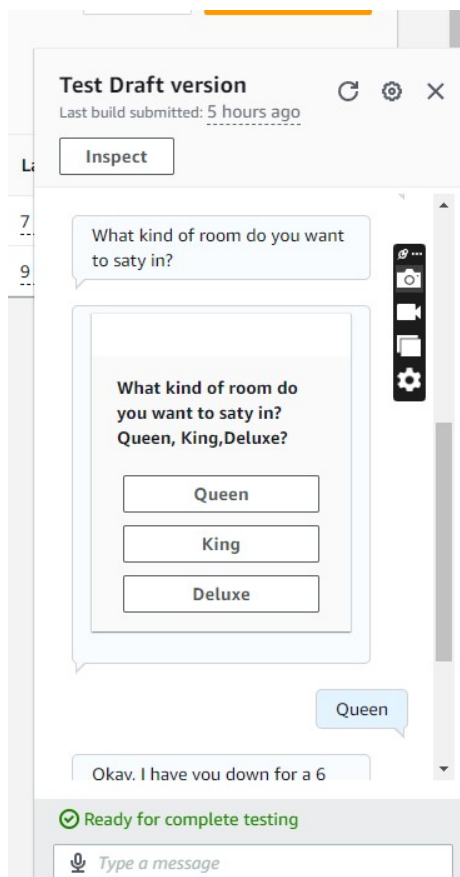 Test Draft version
Last build submitted: 5 hours ago
Inspect
7
9
What kind of room do you want
to saty in?
What kind of room do
you want to saty in?
Queen, King,Deluxe?
Queen
King
Deluxe
Queen
Okay, I have you down for a 6
Ready for complete testing
Type a message